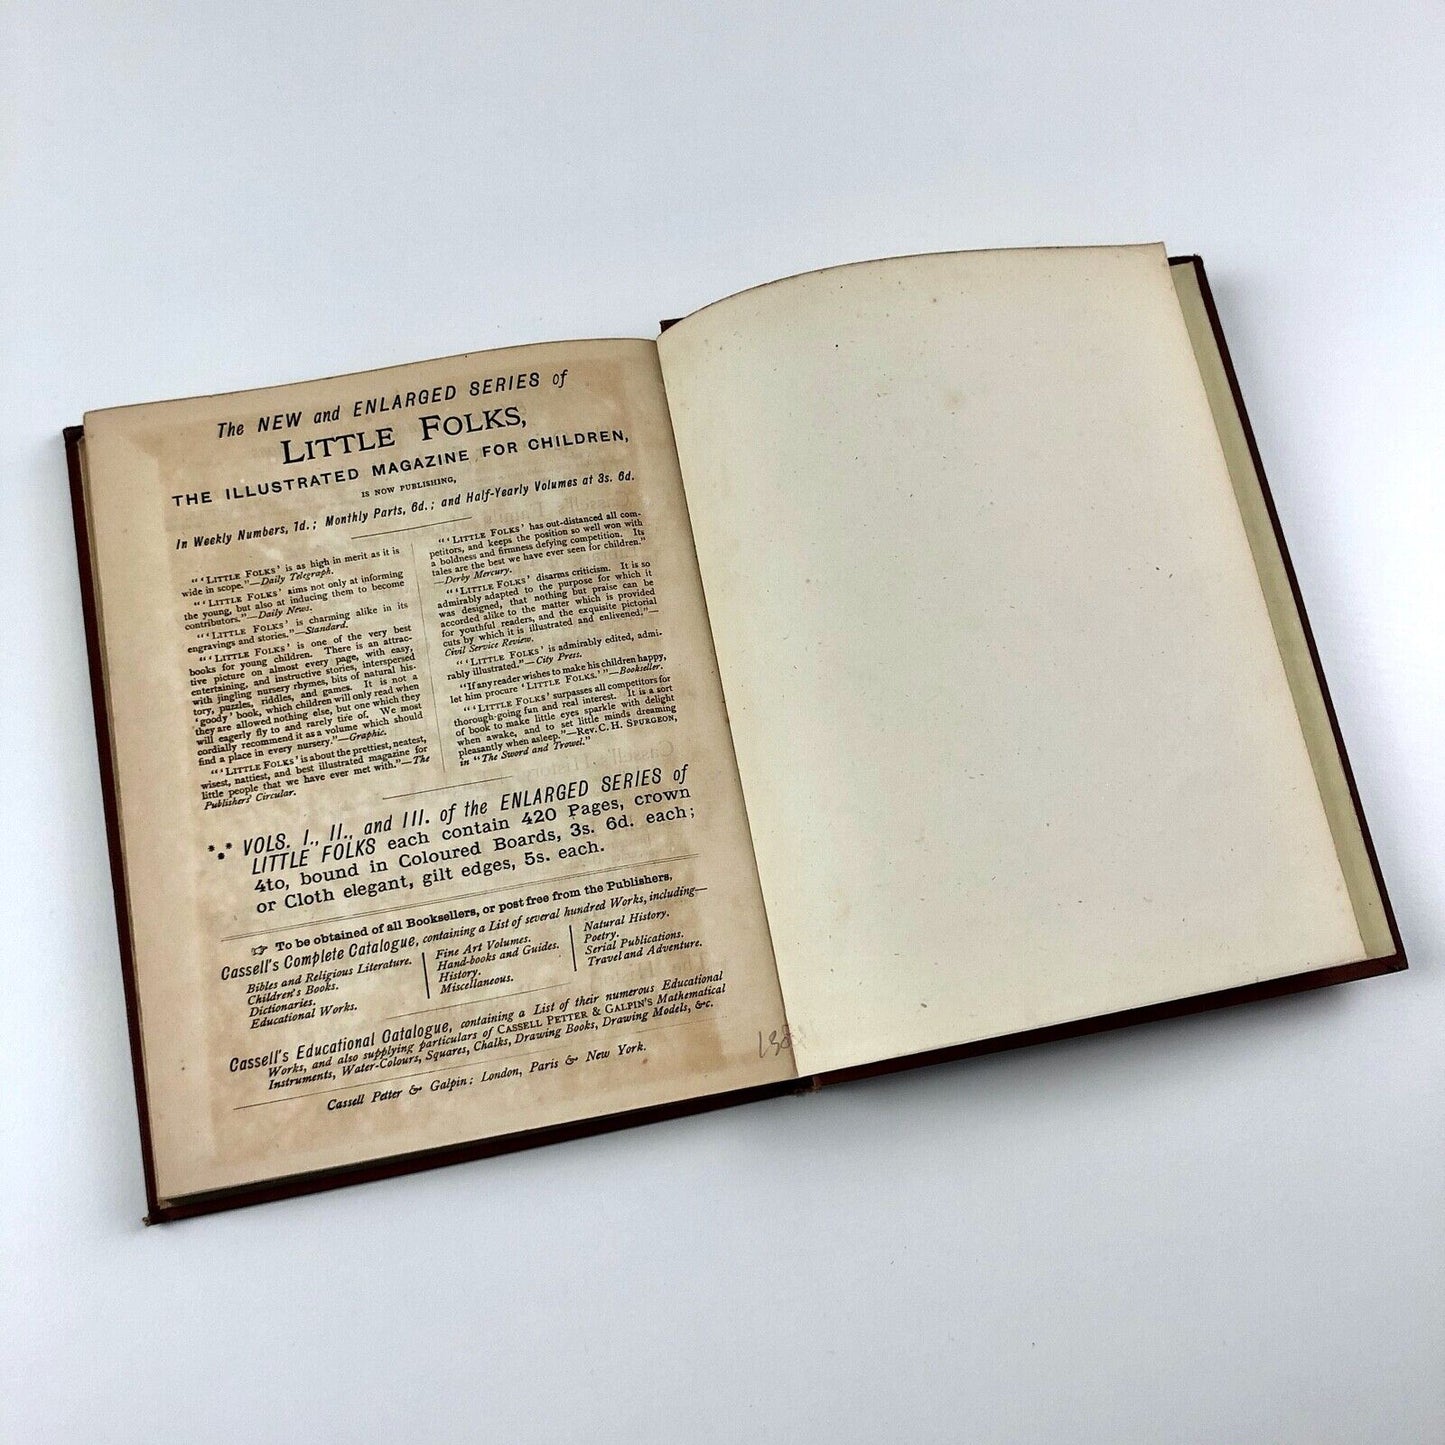 The NEW and ENLARGED SERIES of
LITTLE FOLKS,
THE ILLUSTRATED MAGAZINE FOR CHILDREN,
IS NOW PUBLISHING,
In Weekly Numbers, 1d.; Monthly Parts, 6d.; and Half-Yearly Volumes at 3s. 6d.
"'LITTLE FOLKS' is as high in merit as it is
wide in scope."—Daily Telegraph.
"'LITTLE FOLKS' aims not only at informing
the young, but also at inducing them to become
contributors."—Daily News.
"'LITTLE FOLKS' is charming alike in its
engravings and stories."—Standard.
"'LITTLE FOLKS' is one of the very best
books for young children. There is an attrac-
tive picture on almost every page, with easy,
entertaining, and instructive stories, interspersed
with jingling nursery rhymes, bits of natural his-
tory, puzzles, riddles, and games. It is not a
'goody' book, which children will only read when
they are allowed nothing else, but one which they
will eagerly fly to and rarely tire of. We most
cordially recommend it as a volume which should
find a place in every nursery."—Graphic.
"'LITTLE FOLKS' is about the prettiest, neatest,
wisest, nattiest, and best illustrated magazine for
little people that we have ever met with."—The
Publishers' Circular.
"'LITTLE FOLKS' has out-distanced all com-
petitors, and keeps the position so well won with
a boldness and firmness defying competition. Its
tales are the best we have ever seen for children."
—Derby Mercury.
"'LITTLE FOLKS' disarms criticism. It is so
admirably adapted to the purpose for which it
was designed, that nothing but praise can be
accorded alike to the matter which is provided
for youthful readers, and the exquisite pictorial
cuts by which it is illustrated and enlivened."—
Civil Service Review.
"'LITTLE FOLKS' is admirably edited, admi-
rably illustrated."—City Press.
"If any reader wishes to make his children happy,
let him procure 'LITTLE FOLKS.'"—Bookseller.
"'LITTLE FOLKS' surpasses all competitors for
thorough-going fun and real interest. It is a sort
of book to make little eyes sparkle with delight
when awake, and to set little minds dreaming
pleasantly when asleep."—Rev. C. H. SPURGEON,
in "The Sword and Trowel."
*** VOLS. I., II., and III. of the ENLARGED SERIES of
LITTLE FOLKS each contain 420 Pages, crown
4to, bound in Coloured Boards, 3s. 6d. each;
or Cloth elegant, gilt edges, 5s. each.
☞ To be obtained of all Booksellers, or post free from the Publishers,
Cassell's Complete Catalogue, containing a List of several hundred Works, including—
Bibles and Religious Literature.
Children's Books.
Dictionaries.
Educational Works.
Fine Art Volumes.
Hand-books and Guides.
History.
Miscellaneous.
Natural History.
Poetry.
Serial Publications.
Travel and Adventure.
Cassell's Educational Catalogue, containing a List of their numerous Educational
Works, and also supplying particulars of CASSELL PETTER & GALPIN'S Mathematical
Instruments, Water-Colours, Squares, Chalks, Drawing Books, Drawing Models, &c.
Cassell Petter & Galpin: London, Paris & New York.